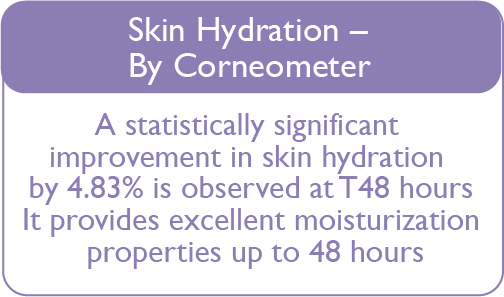 Skin Hydration –
By Corneometer
A statistically significant
improvement in skin hydration
by 4.83% is observed at T48 hours
It provides excellent moisturization
properties up to 48 hours